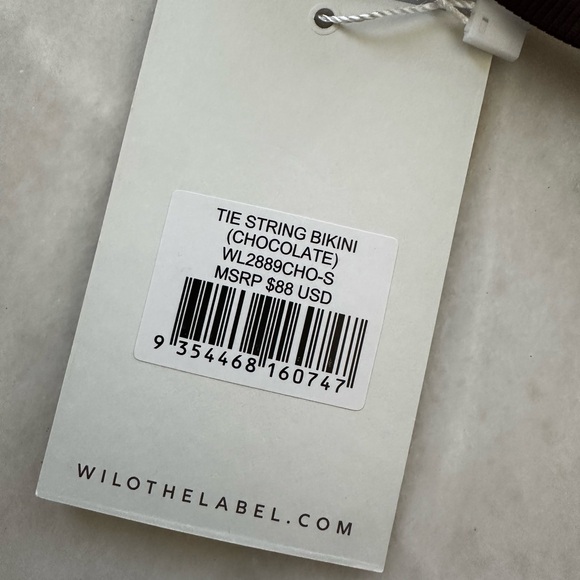 TIE STRING BIKINI
(CHOCOLATE)
WL2889CHO-S
MSRP $88 USD
9 354468 160747
WILOTHELABEL.COM